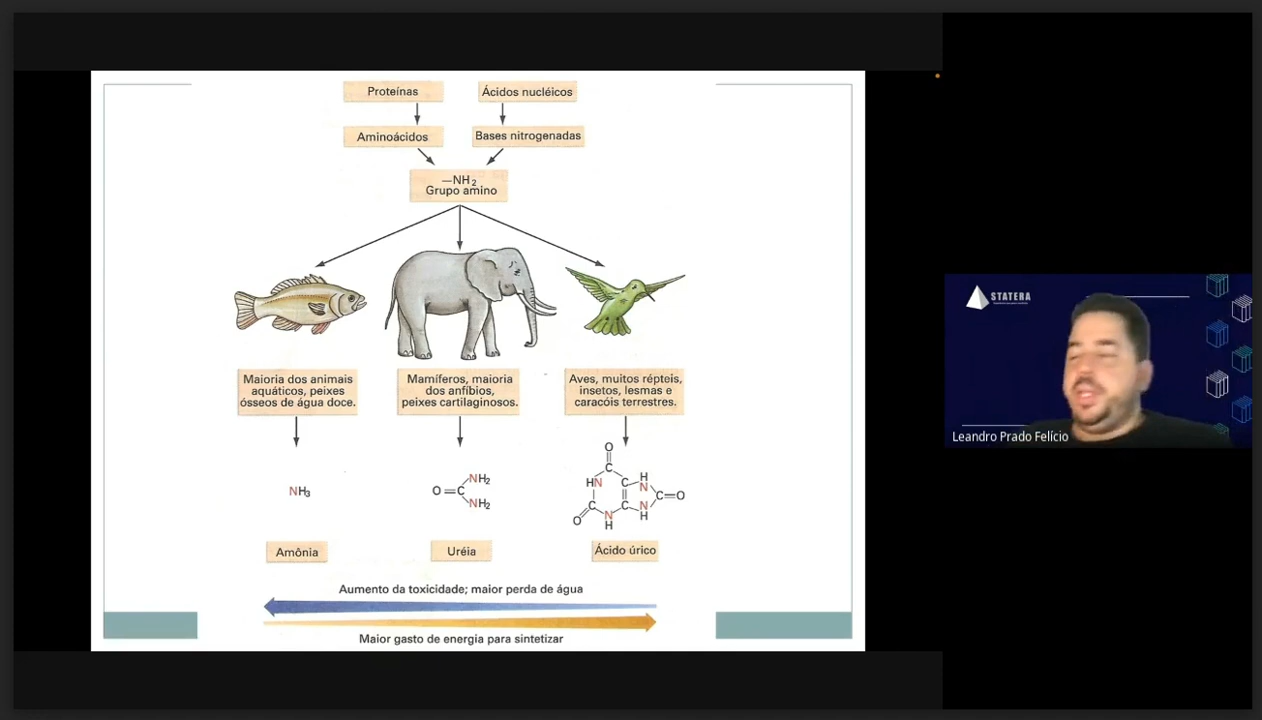 Proteínas
Ácidos nucléicos
Aminoácidos
Bases nitrogenadas
—NH2
Grupo amino
Maioria dos animais
aquáticos, peixes
ósseos de água doce.
Mamíferos, maioria
dos anfíbios,
peixes cartilaginosos.
Aves, muitos répteis,
insetos, lesmas e
caracóis terrestres.
NH3
NH2
O=C
NH2
O
C
HN
C
H
N
C=O
C
O
N
H
C
N
H
Amônia
Uréia
Ácido úrico
Aumento da toxicidade; maior perda de água
Maior gasto de energia para sintetizar
STATERA
Leandro Prado Felício